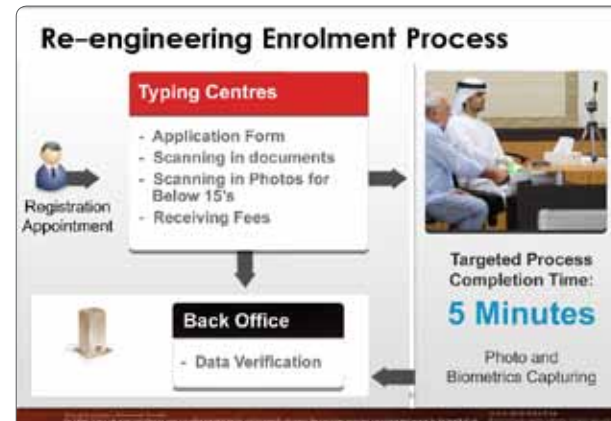 Re-engineering Enrolment Process
Typing Centres
- Application Form
- Scanning in documents
- Scanning in Photos for
Below 15's
- Receiving Fees
Registration
Appointment
Back Office
- Data Verification
Targeted Process
Completion Time:
5 Minutes
Photo and
Biometrics Capturing